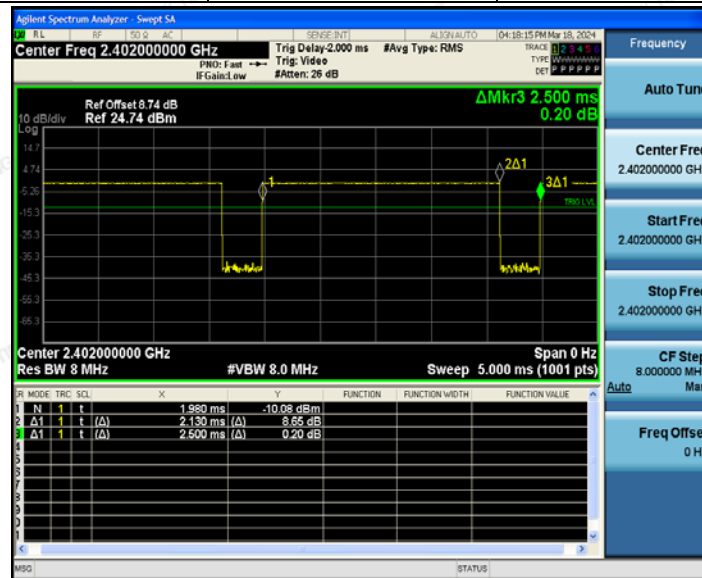 Agilent Spectrum Analyzer - Swept SA
RL RF 50 Ω AC SENSE:INT ALIGNAUTO 04:18:15 PM Mar 18, 2024
Center Freq 2.402000000 GHz
PNO: Fast
IFGain:Low
Trig Delay-2.000 ms
Trig: Video
#Atten: 26 dB
#Avg Type: RMS
TRACE 1 2 3 4 5 6
TYPE WWWWWW
DET P P P P P P
Frequency
Auto Tun
Center Fre
2.402000000 GH
Start Fre
2.402000000 GH
Stop Fre
2.402000000 GH
CF Step
8.000000 MH
Auto Ma
Freq Offse
0 H
ΔMkr3 2.500 ms
0.20 dB
Ref Offset 8.74 dB
10 dB/div Ref 24.74 dBm
Log
14.7
4.74
-5.26
-15.3
-25.3
-35.3
-45.3
-55.3
-65.3
1
2Δ1
3Δ1
TRIG LVL
Center 2.402000000 GHz Span 0 Hz
Res BW 8 MHz #VBW 8.0 MHz Sweep 5.000 ms (1001 pts)
MODE TRC SCL X Y FUNCTION FUNCTION WIDTH FUNCTION VALUE
1 N 1 t 1.980 ms -10.08 dBm
2 Δ1 1 t (Δ) 2.130 ms (Δ) 8.65 dB
3 Δ1 1 t (Δ) 2.500 ms (Δ) 0.20 dB
4
5
6
7
8
9
0
1
MSG STATUS